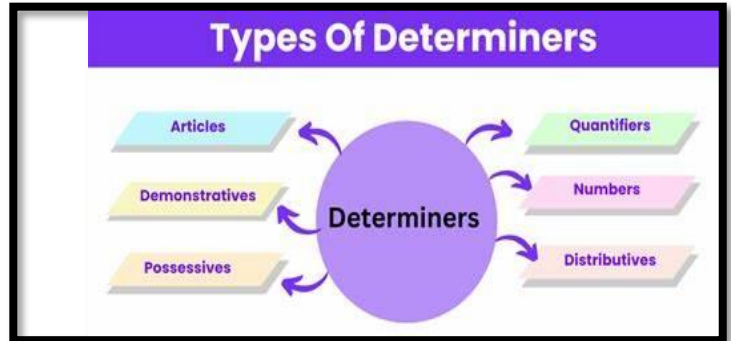 Types Of Determiners
Articles
Demonstratives
Possessives
Determiners
Quantifiers
Numbers
Distributives